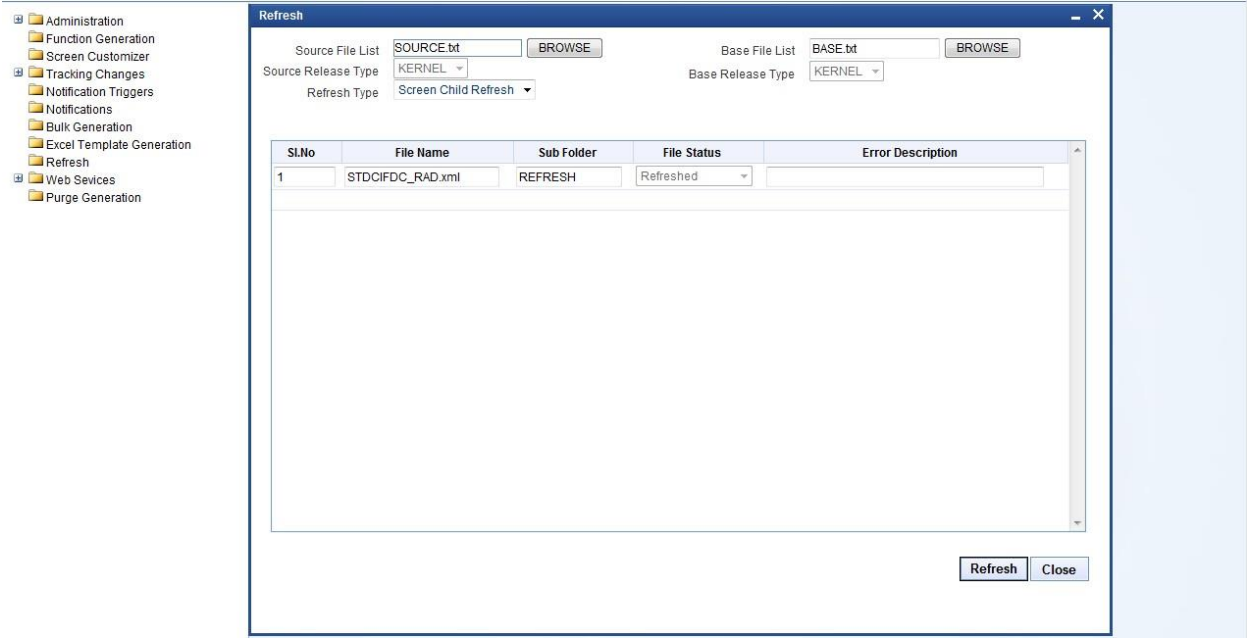 Administration
Function Generation
Screen Customizer
Tracking Changes
Notification Triggers
Notifications
Bulk Generation
Excel Template Generation
Refresh
Web Sevices
Purge Generation
Refresh
Source File List SOURCE.txt BROWSE Base File List BASE.txt BROWSE
Source Release Type KERNEL Base Release Type KERNEL
Refresh Type Screen Child Refresh
Sl.No File Name Sub Folder File Status Error Description
1 STDCIFDC_RAD.xml REFRESH Refreshed
Refresh Close